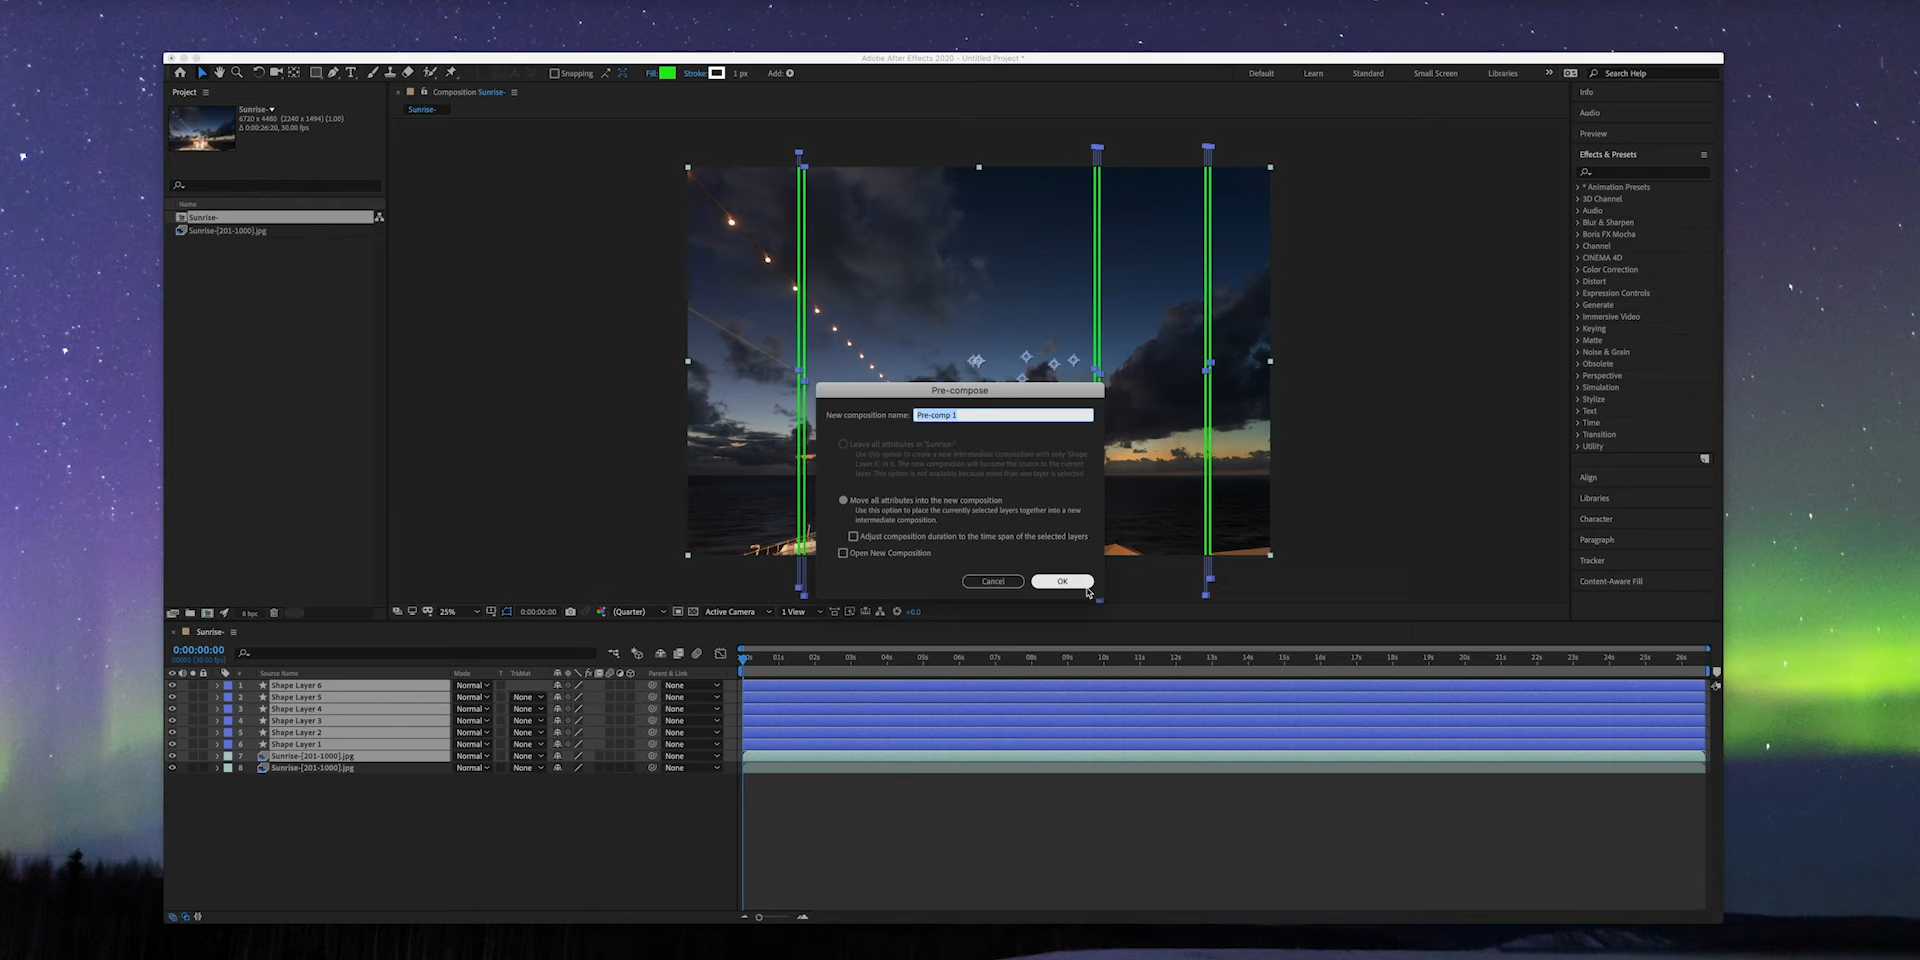 Adobe After Effects 2020 - Untitled Project *
Snapping
Fill:
Stroke:
1 px
Add:
Default
Learn
Standard
Small Screen
Libraries
Search Help
Project
Composition Sunrise-
Sunrise-
Sunrise-
6720 x 4480 (2240 x 1494) (1.00)
Δ 0:00:26:20, 30.00 fps
Name
Sunrise-
Sunrise-[201-1000].jpg
Info
Audio
Preview
Effects & Presets
* Animation Presets
3D Channel
Audio
Blur & Sharpen
Boris FX Mocha
Channel
CINEMA 4D
Color Correction
Distort
Expression Controls
Generate
Immersive Video
Keying
Matte
Noise & Grain
Obsolete
Perspective
Simulation
Stylize
Text
Time
Transition
Utility
Align
Libraries
Character
Paragraph
Tracker
Content-Aware Fill
Pre-compose
New composition name: Pre-comp 1
Leave all attributes in 'Sunrise-'
Use this option to create a new intermediate composition with only 'Shape
Layer 6' in it. The new composition will become the source to the current
layer. This option is not available because more than one layer is selected.
Move all attributes into the new composition
Use this option to place the currently selected layers together into a new
intermediate composition.
Adjust composition duration to the time span of the selected layers
Open New Composition
Cancel
OK
8 bpc
25%
0:00:00:00
(Quarter)
Active Camera
1 View
+0.0
Sunrise-
0:00:00:00
00000 (30.00 fps)
# Source Name Mode T TrkMat Parent & Link
01s 02s 03s 04s 05s 06s 07s 08s 09s 10s 11s 12s 13s 14s 15s 16s 17s 18s 19s 20s 21s 22s 23s 24s 25s 26s
1 Shape Layer 6 Normal None
2 Shape Layer 5 Normal None None
3 Shape Layer 4 Normal None None
4 Shape Layer 3 Normal None None
5 Shape Layer 2 Normal None None
6 Shape Layer 1 Normal None None
7 Sunrise-[201-1000].jpg Normal None None
8 Sunrise-[201-1000].jpg Normal None None